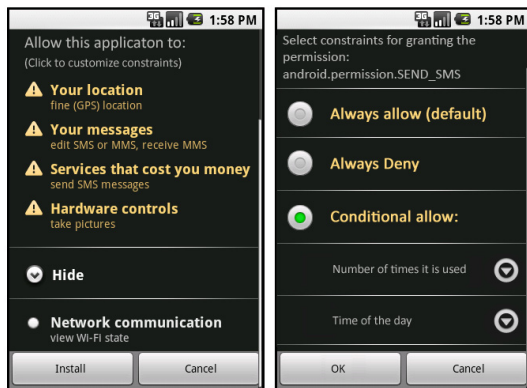 3G 1:58 PM
Allow this applicaton to:
(Click to customize constraints)
Your location
fine (GPS) location
Your messages
edit SMS or MMS, receive MMS
Services that cost you money
send SMS messages
Hardware controls
take pictures
Hide
Network communication
view Wi-Fi state
Install Cancel
3G 1:58 PM
Select constraints for granting the
permission:
android.permission.SEND_SMS
Always allow (default)
Always Deny
Conditional allow:
Number of times it is used
Time of the day
OK Cancel